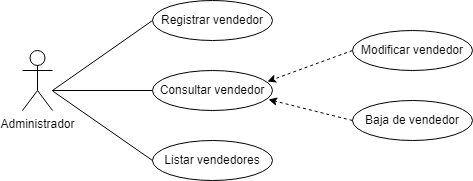 Registrar vendedor
Modificar vendedor
Consultar vendedor
Administrador
Baja de vendedor
Listar vendedores